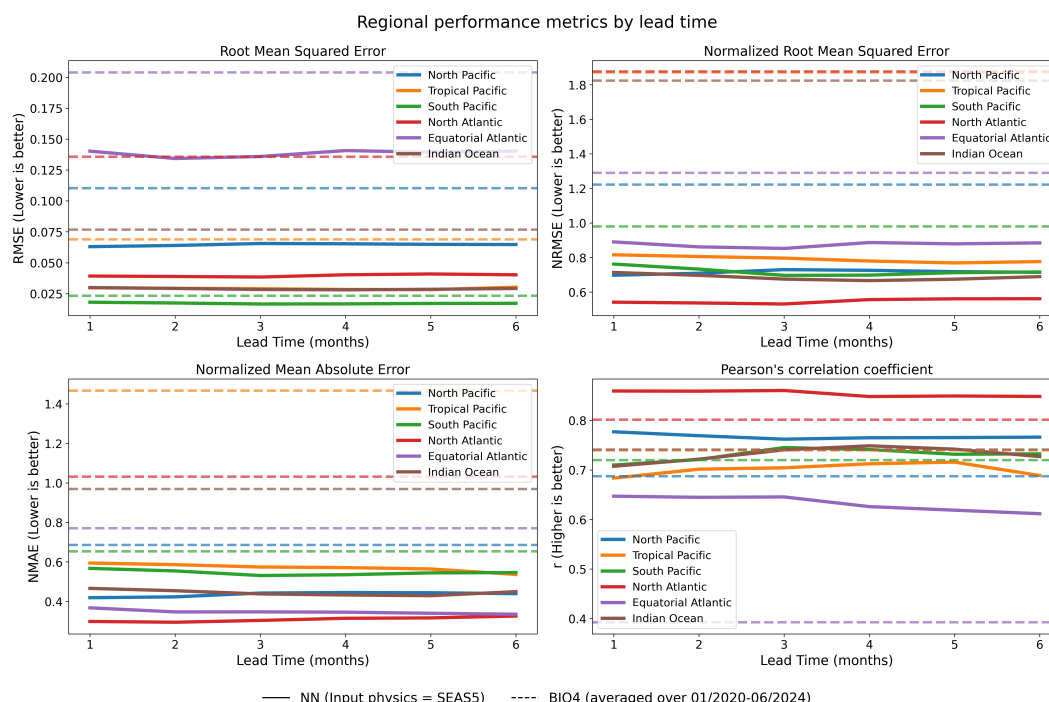 Regional performance metrics by lead time
Root Mean Squared Error
RMSE (Lower is better)
0.200
0.175
0.150
0.125
0.100
0.075
0.050
0.025
North Pacific
Tropical Pacific
South Pacific
North Atlantic
Equatorial Atlantic
Indian Ocean
1 2 3 4 5 6
Lead Time (months)
Normalized Root Mean Squared Error
NRMSE (Lower is better)
1.8
1.6
1.4
1.2
1.0
0.8
0.6
North Pacific
Tropical Pacific
South Pacific
North Atlantic
Equatorial Atlantic
Indian Ocean
1 2 3 4 5 6
Lead Time (months)
Normalized Mean Absolute Error
NMAE (Lower is better)
1.4
1.2
1.0
0.8
0.6
0.4
North Pacific
Tropical Pacific
South Pacific
North Atlantic
Equatorial Atlantic
Indian Ocean
1 2 3 4 5 6
Lead Time (months)
Pearson's correlation coefficient
r (Higher is better)
0.8
0.7
0.6
0.5
0.4
North Pacific
Tropical Pacific
South Pacific
North Atlantic
Equatorial Atlantic
Indian Ocean
1 2 3 4 5 6
Lead Time (months)
NN (Input physics = SEAS5) BIO4 (averaged over 01/2020-06/2024)